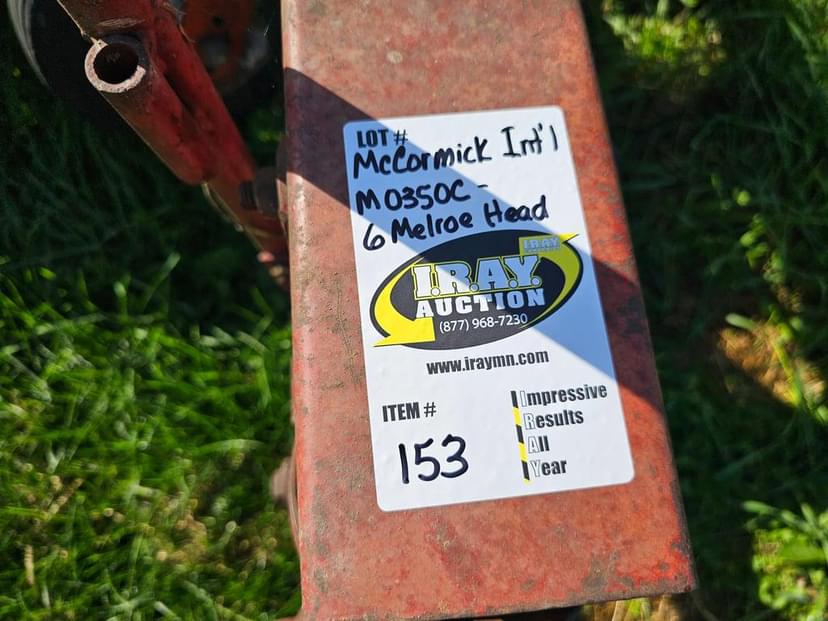 LOT #
McCormick Int'l
M0350C-
6 Melroe Head
I.R.A.Y.
I.R.A.Y.
AUCTION
(877) 968-7230
www.iraymn.com
ITEM #
153
Impressive
Results
All
Year